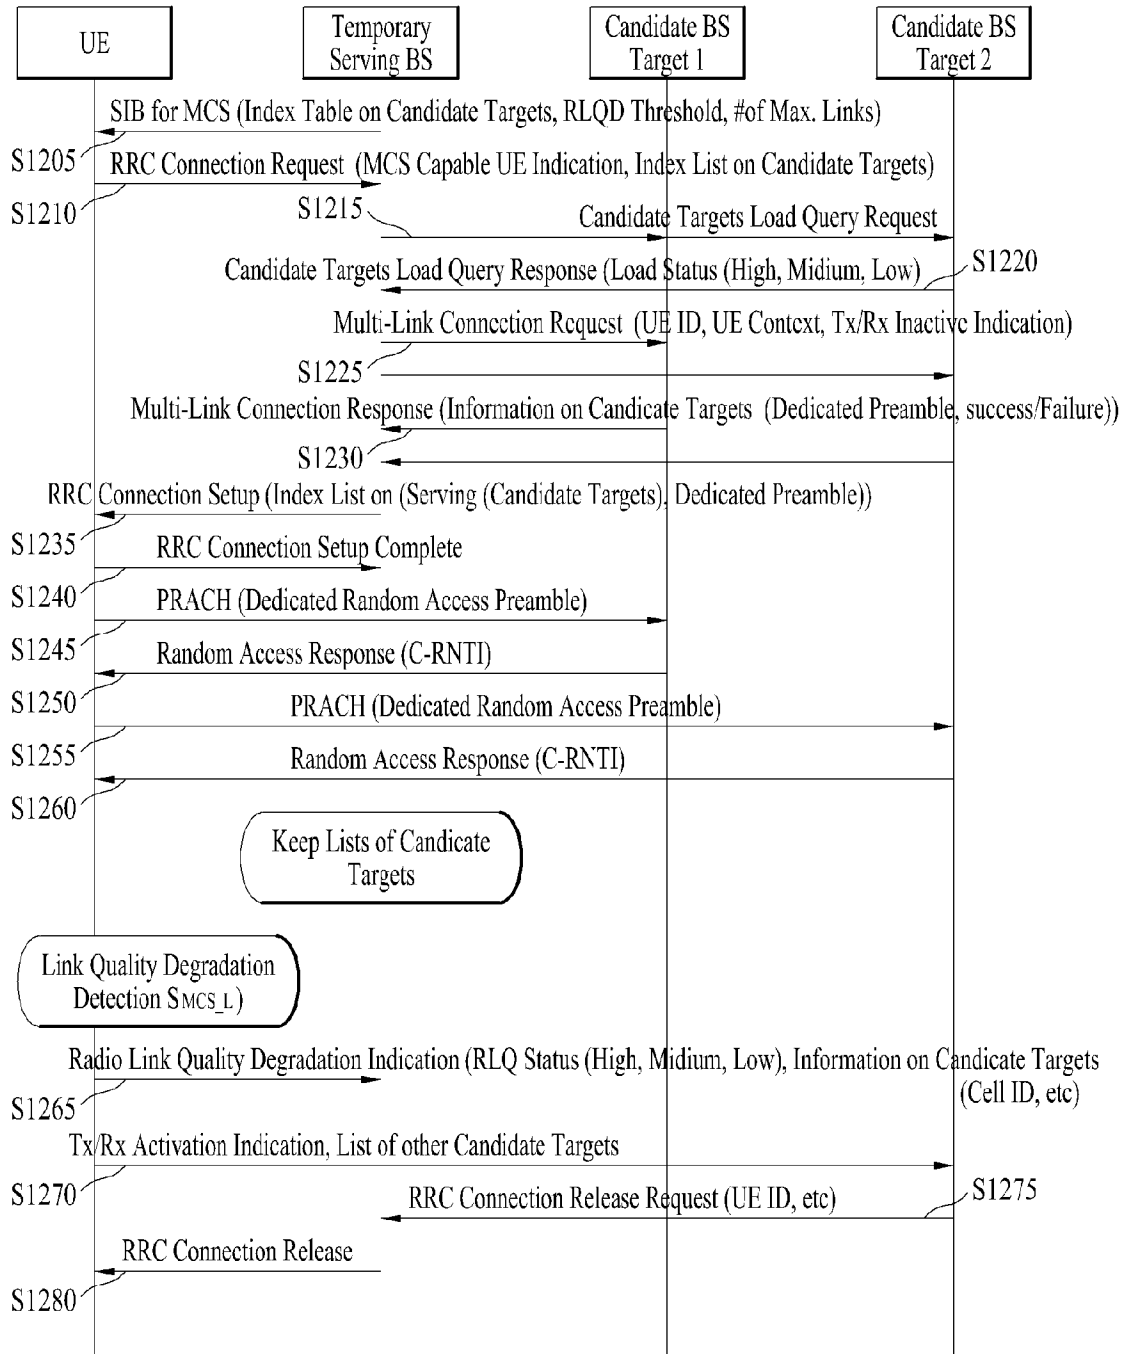 UE
Temporary
Serving BS
Candidate BS
Target 1
Candidate BS
Target 2
SIB for MCS (Index Table on Candidate Targets, RLQD Threshold, #of Max. Links)
S1205
RRC Connection Request (MCS Capable UE Indication, Index List on Candidate Targets)
S1210
S1215
Candidate Targets Load Query Request
Candidate Targets Load Query Response (Load Status (High, Midium, Low)
S1220
Multi-Link Connection Request (UE ID, UE Context, Tx/Rx Inactive Indication)
S1225
Multi-Link Connection Response (Information on Candicate Targets (Dedicated Preamble, success/Failure))
S1230
RRC Connection Setup (Index List on (Serving (Candidate Targets), Dedicated Preamble))
S1235
RRC Connection Setup Complete
S1240
PRACH (Dedicated Random Access Preamble)
S1245
Random Access Response (C-RNTI)
S1250
PRACH (Dedicated Random Access Preamble)
S1255
Random Access Response (C-RNTI)
S1260
Keep Lists of Candicate
Targets
Link Quality Degradation
Detection SMCS_L)
Radio Link Quality Degradation Indication (RLQ Status (High, Midium, Low), Information on Candicate Targets
(Cell ID, etc)
S1265
Tx/Rx Activation Indication, List of other Candidate Targets
S1270
RRC Connection Release Request (UE ID, etc)
S1275
RRC Connection Release
S1280